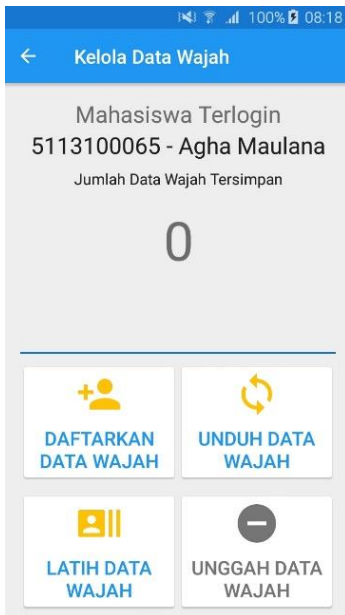 100% 08:18
Kelola Data Wajah
Mahasiswa Terlogin
5113100065 - Agha Maulana
Jumlah Data Wajah Tersimpan
0
DAFTARKAN
DATA WAJAH
UNDUH DATA
WAJAH
LATIH DATA
WAJAH
UNGGAH DATA
WAJAH